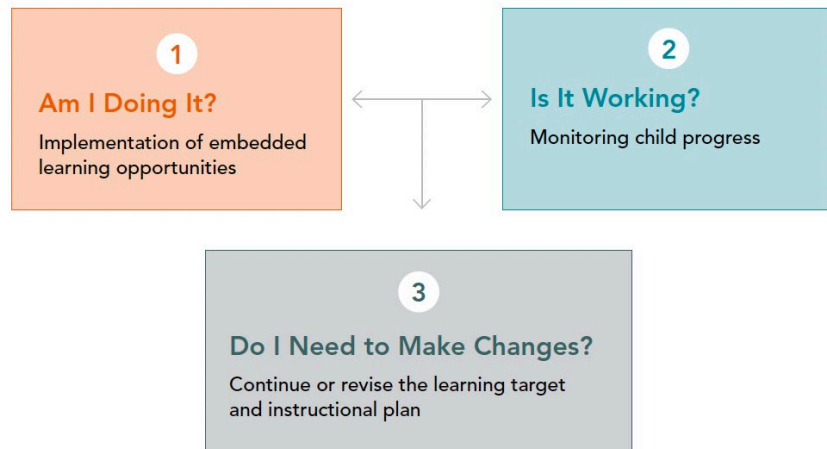 1
Am I Doing It?
Implementation of embedded
learning opportunities
2
Is It Working?
Monitoring child progress
3
Do I Need to Make Changes?
Continue or revise the learning target
and instructional plan